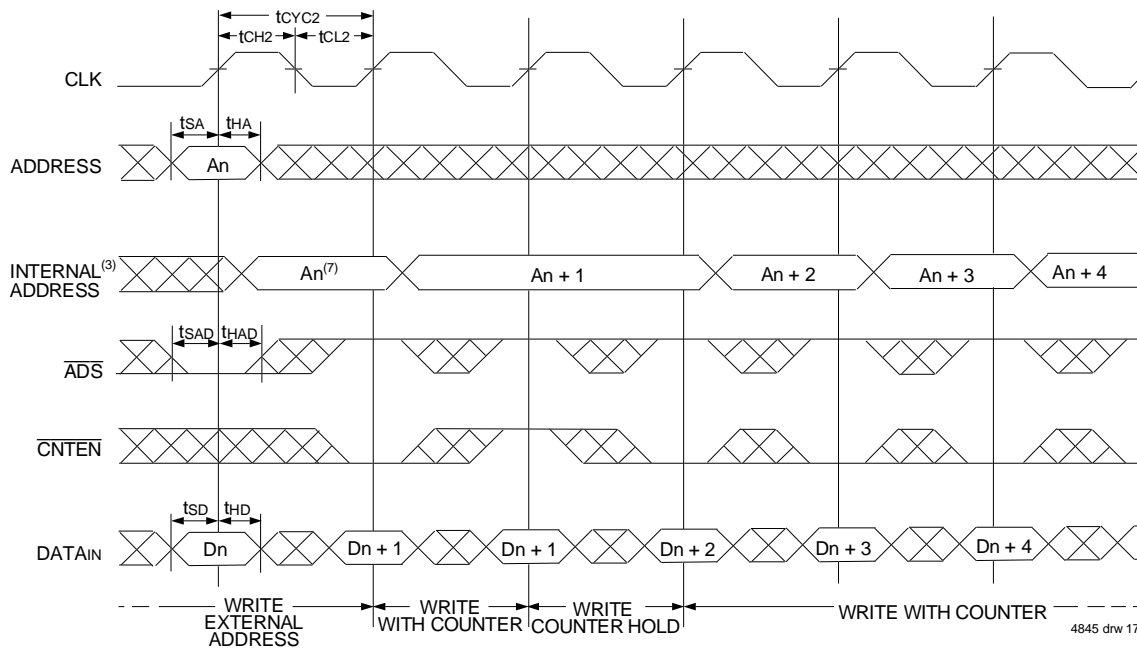 tCYC2
tCH2 tCL2
CLK
tSA tHA
ADDRESS An
INTERNAL(3) An(7) An + 1 An + 2 An + 3 An + 4
ADDRESS
tSAD tHAD
ADS
CNTEN
tSD tHD
DATAIN Dn Dn + 1 Dn + 1 Dn + 2 Dn + 3 Dn + 4
WRITE WRITE WRITE WRITE WITH COUNTER
EXTERNAL WITH COUNTER COUNTER HOLD
ADDRESS
4845 drw 17